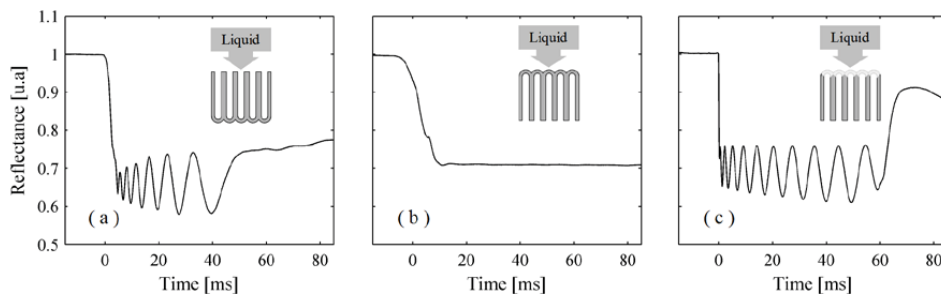 Reflectance [u.a]
1.1
1
0.9
0.8
0.7
0.6
0.5
Liquid
( a )
0 20 40 60 80
Time [ms]
Liquid
( b )
0 20 40 60 80
Time [ms]
Liquid
( c )
0 20 40 60 80
Time [ms]